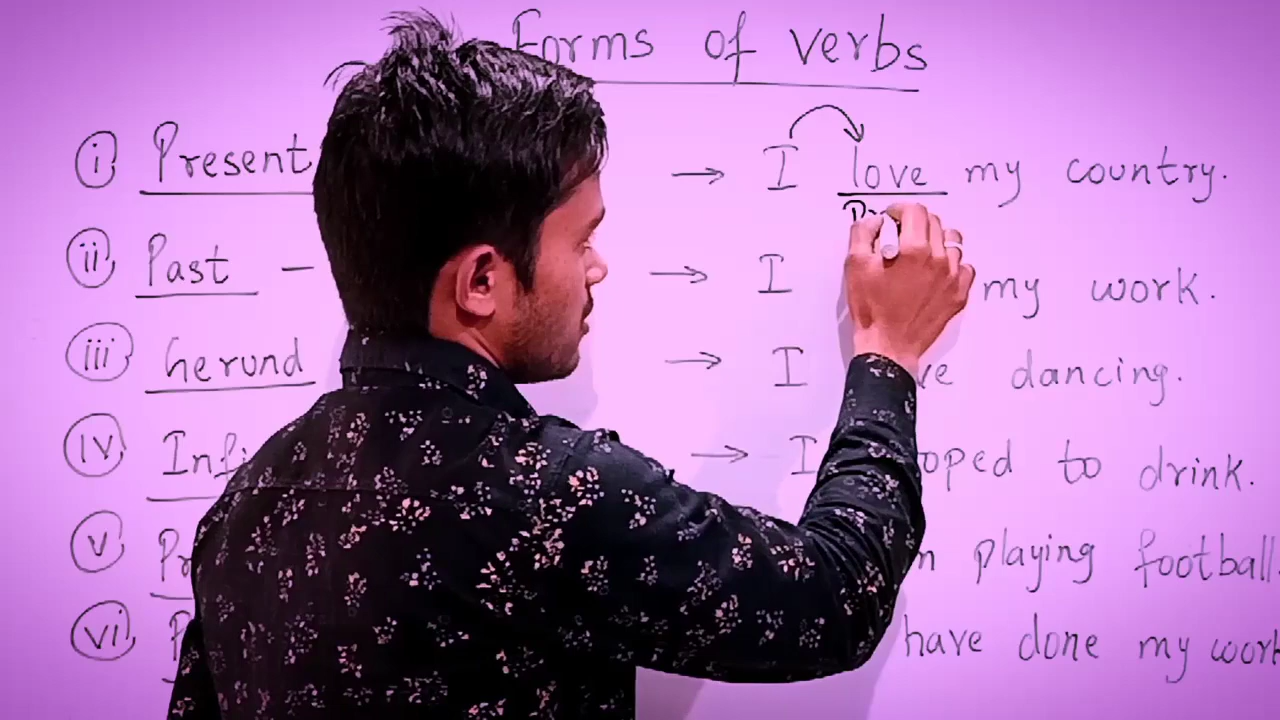 Forms of verbs
(i) Present → I love my country.
(ii) Past – → I my work.
(iii) Gerund → I dancing.
(iv) → I to drink.
(v) playing football.
(vi) have done my work